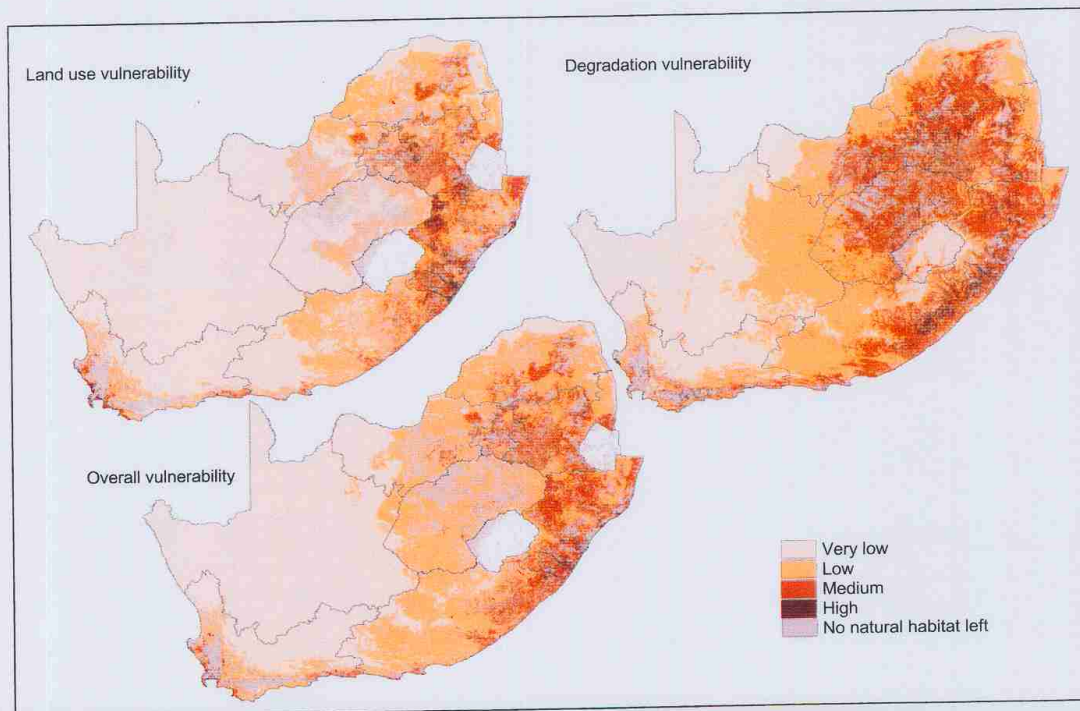 Land use vulnerability
Degradation vulnerability
Overall vulnerability
Very low
Low
Medium
High
No natural habitat left